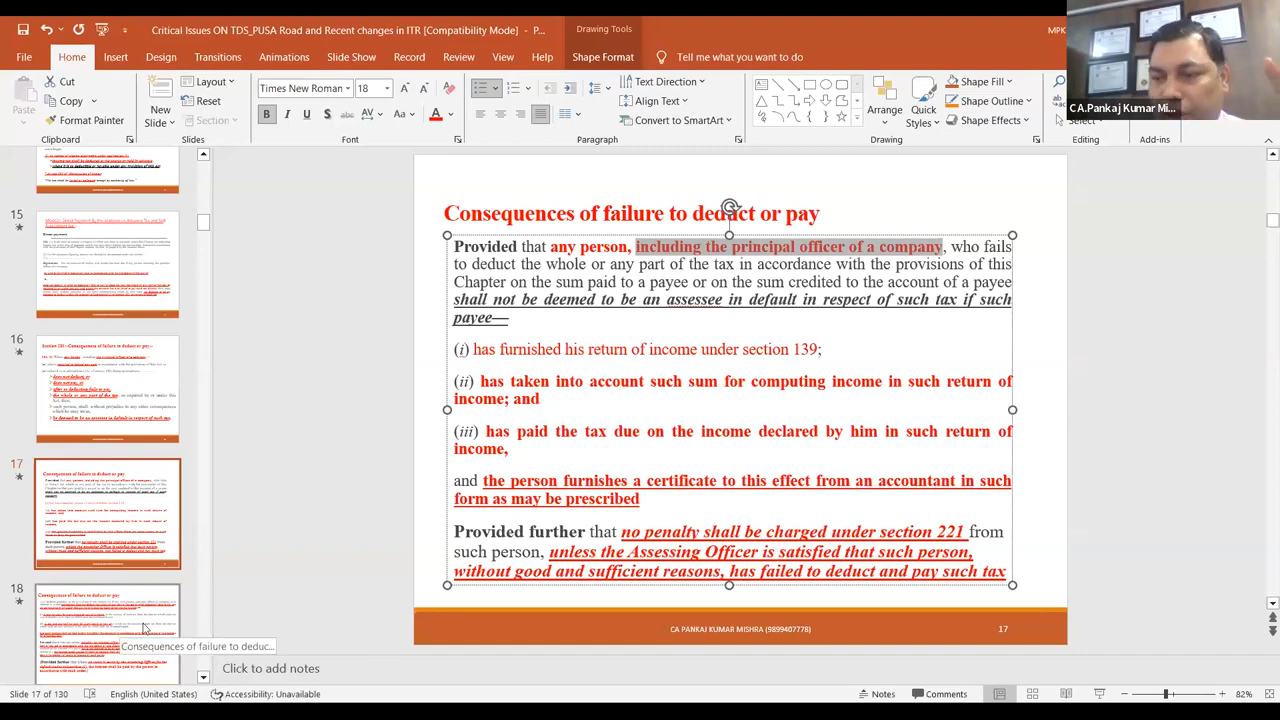 Critical Issues ON TDS_PUSA Road and Recent changes in ITR [Compatibility Mode] - P...
Drawing Tools
MPK
File
Home
Insert
Design
Transitions
Animations
Slide Show
Record
Review
View
Help
Shape Format
Tell me what you want to do
CA.Pankaj Kumar Mi...
Paste
Cut
Copy
Format Painter
Clipboard
New Slide
Layout
Reset
Section
Slides
Times New Roman
18
Font
Text Direction
Align Text
Convert to SmartArt
Paragraph
Arrange
Quick Styles
Shape Fill
Shape Outline
Shape Effects
Drawing
Select
Editing
Add-ins
15
16
17
18
Consequences of failure to deduc...
Consequences of failure to deduct or pay
Provided that any person, including the principal officer of a company, who fails
to deduct the whole or any part of the tax in accordance with the provisions of this
Chapter on the sum paid to a payee or on the sum credited to the account of a payee
shall not be deemed to be an assessee in default in respect of such tax if such
payee—
(i) has furnished his return of income under section 139;
(ii) has taken into account such sum for computing income in such return of
income; and
(iii) has paid the tax due on the income declared by him in such return of
income,
and the person furnishes a certificate to this effect from an accountant in such
form as may be prescribed
Provided further that no penalty shall be charged under section 221 from
such person, unless the Assessing Officer is satisfied that such person,
without good and sufficient reasons, has failed to deduct and pay such tax
CA PANKAJ KUMAR MISHRA (9899407778)
17
Click to add notes
Slide 17 of 130
English (United States)
Accessibility: Unavailable
Notes
Comments
82%